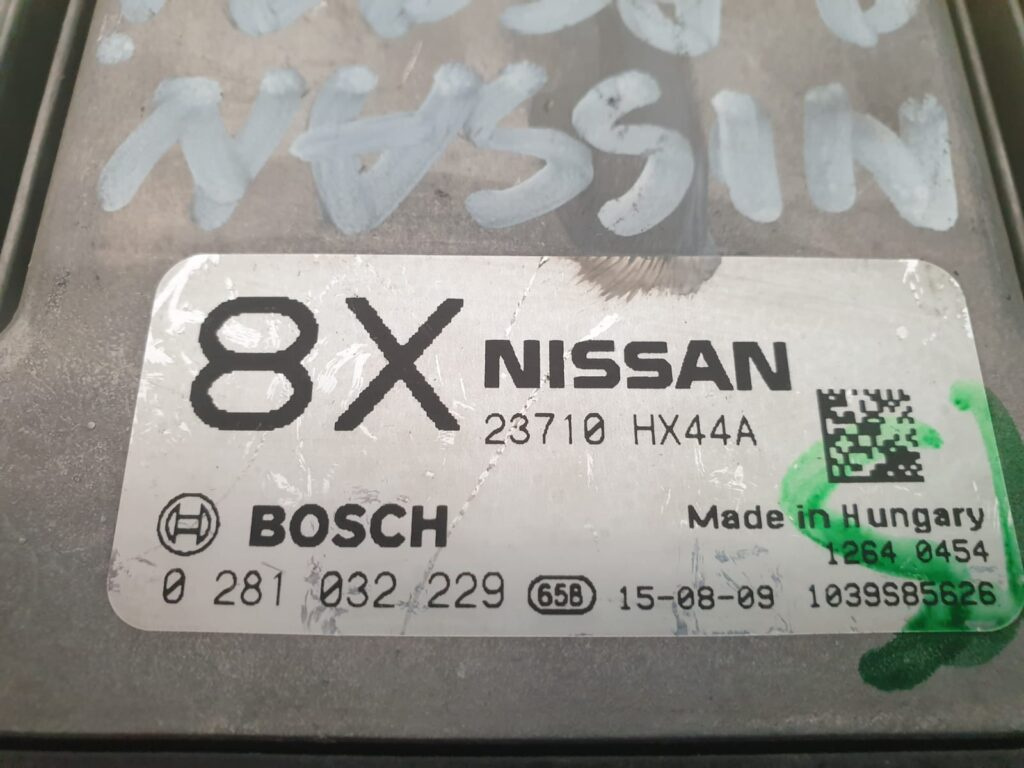 NISSAN
8X NISSAN
23710 HX44A
BOSCH
Made in Hungary
1264 0454
0 281 032 229 65B 15-08-09 1039S85626